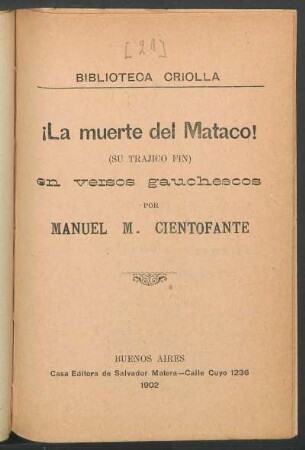 [21]
BIBLIOTECA CRIOLLA
¡La muerte del Mataco!
(SU TRAJICO FIN)
en versos gauchescos
POR
MANUEL M. CIENTOFANTE
BUENOS AIRES
Casa Editora de Salvador Matera—Calle Cuyo 1236
1902